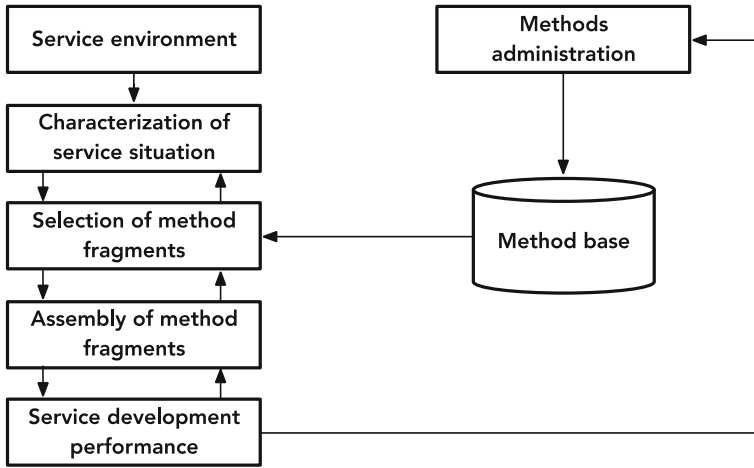 Service environment
Methods
administration
Characterization of
service situation
Selection of method
fragments
Method base
Assembly of method
fragments
Service development
performance